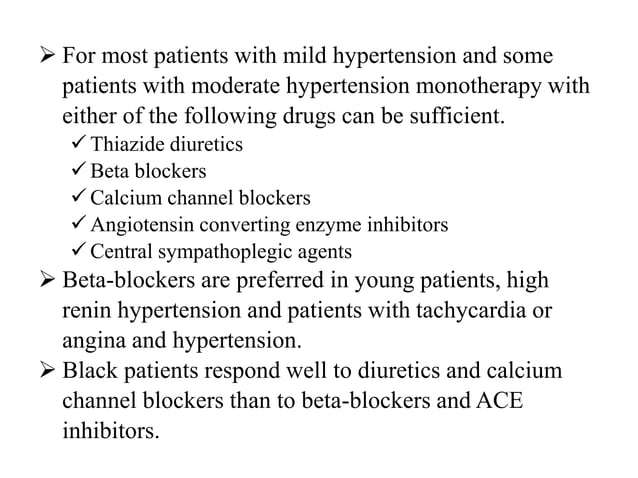 ➢ For most patients with mild hypertension and some
patients with moderate hypertension monotherapy with
either of the following drugs can be sufficient.
✓ Thiazide diuretics
✓ Beta blockers
✓ Calcium channel blockers
✓ Angiotensin converting enzyme inhibitors
✓ Central sympathoplegic agents
➢ Beta-blockers are preferred in young patients, high
renin hypertension and patients with tachycardia or
angina and hypertension.
➢ Black patients respond well to diuretics and calcium
channel blockers than to beta-blockers and ACE
inhibitors.